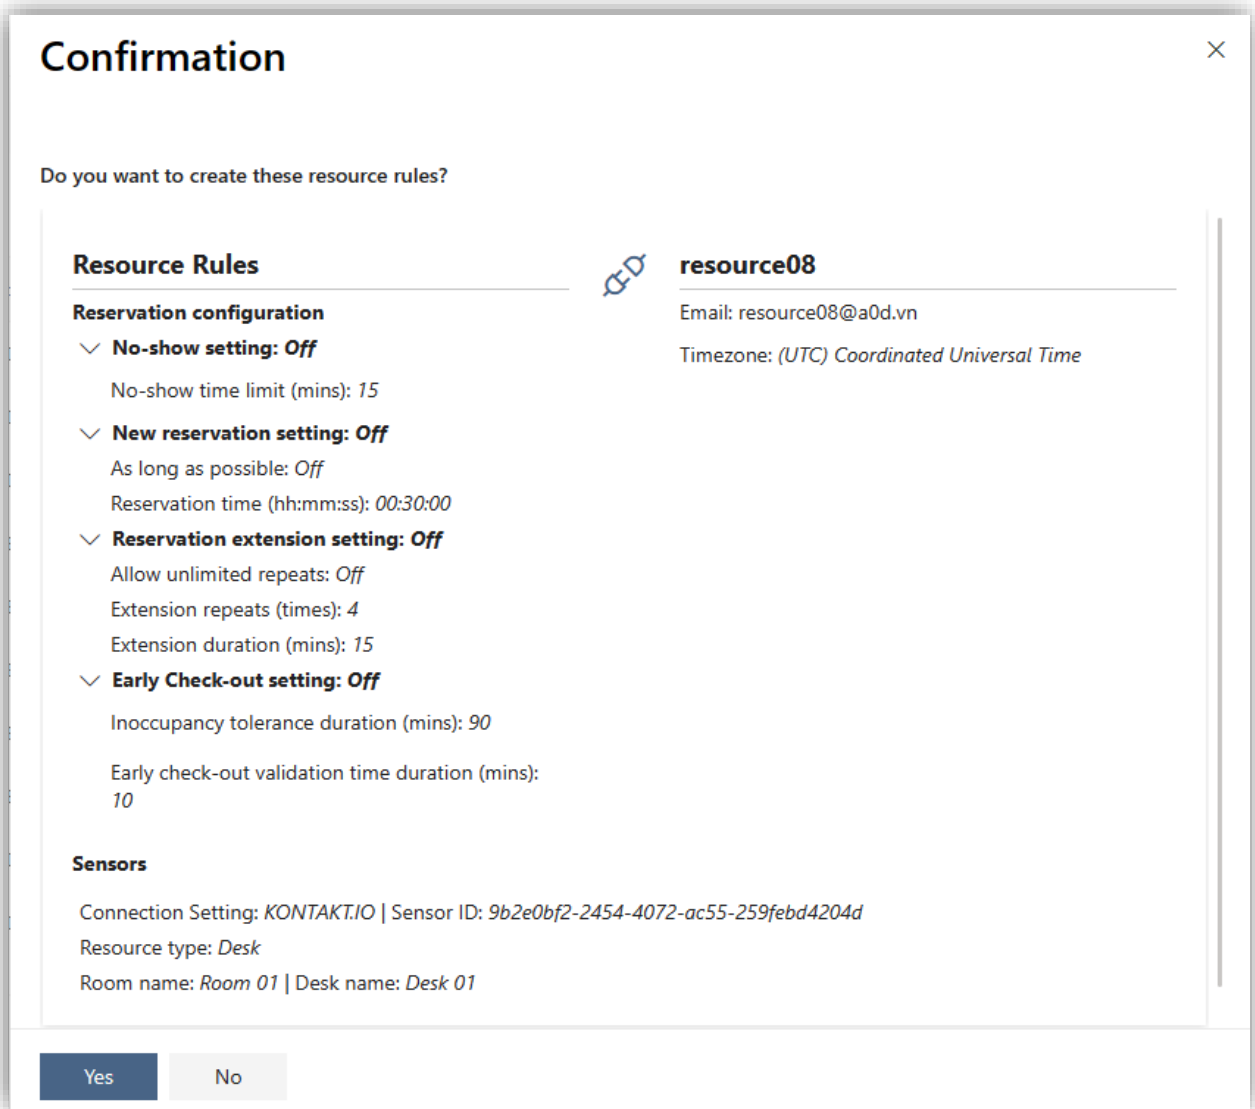 Confirmation
Do you want to create these resource rules?
Resource Rules
Reservation configuration
No-show setting: Off
No-show time limit (mins): 15
New reservation setting: Off
As long as possible: Off
Reservation time (hh:mm:ss): 00:30:00
Reservation extension setting: Off
Allow unlimited repeats: Off
Extension repeats (times): 4
Extension duration (mins): 15
Early Check-out setting: Off
Inoccupancy tolerance duration (mins): 90
Early check-out validation time duration (mins):
10
resource08
Email: resource08@a0d.vn
Timezone: (UTC) Coordinated Universal Time
Sensors
Connection Setting: KONTAKT.IO | Sensor ID: 9b2e0bf2-2454-4072-ac55-259febd4204d
Resource type: Desk
Room name: Room 01 | Desk name: Desk 01
Yes
No